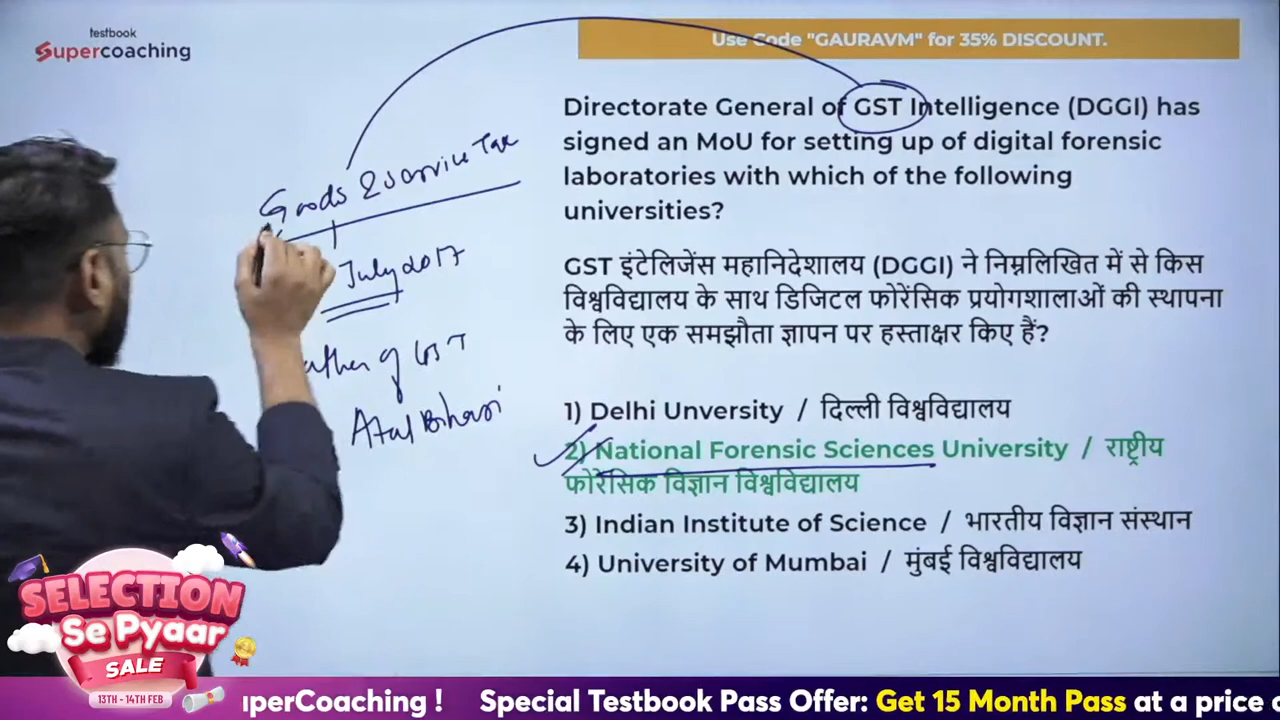 testbook
Supercoaching
Use Code "GAURAVM" for 35% DISCOUNT.
Directorate General of GST Intelligence (DGGI) has
signed an MoU for setting up of digital forensic
laboratories with which of the following
universities?
GST इंटेलिजेंस महानिदेशालय (DGGI) ने निम्नलिखित में से किस
विश्वविद्यालय के साथ डिजिटल फोरेंसिक प्रयोगशालाओं की स्थापना
के लिए एक समझौता ज्ञापन पर हस्ताक्षर किए हैं?
1) Delhi Unversity / दिल्ली विश्वविद्यालय
2) National Forensic Sciences University / राष्ट्रीय
फोरेंसिक विज्ञान विश्वविद्यालय
3) Indian Institute of Science / भारतीय विज्ञान संस्थान
4) University of Mumbai / मुंबई विश्वविद्यालय
Goods & Service Tax
July 2017
ather of GST
Atal Bihari
SELECTION
Se Pyaar
SALE
13TH - 14TH FEB
uperCoaching ! Special Testbook Pass Offer: Get 15 Month Pass at a price